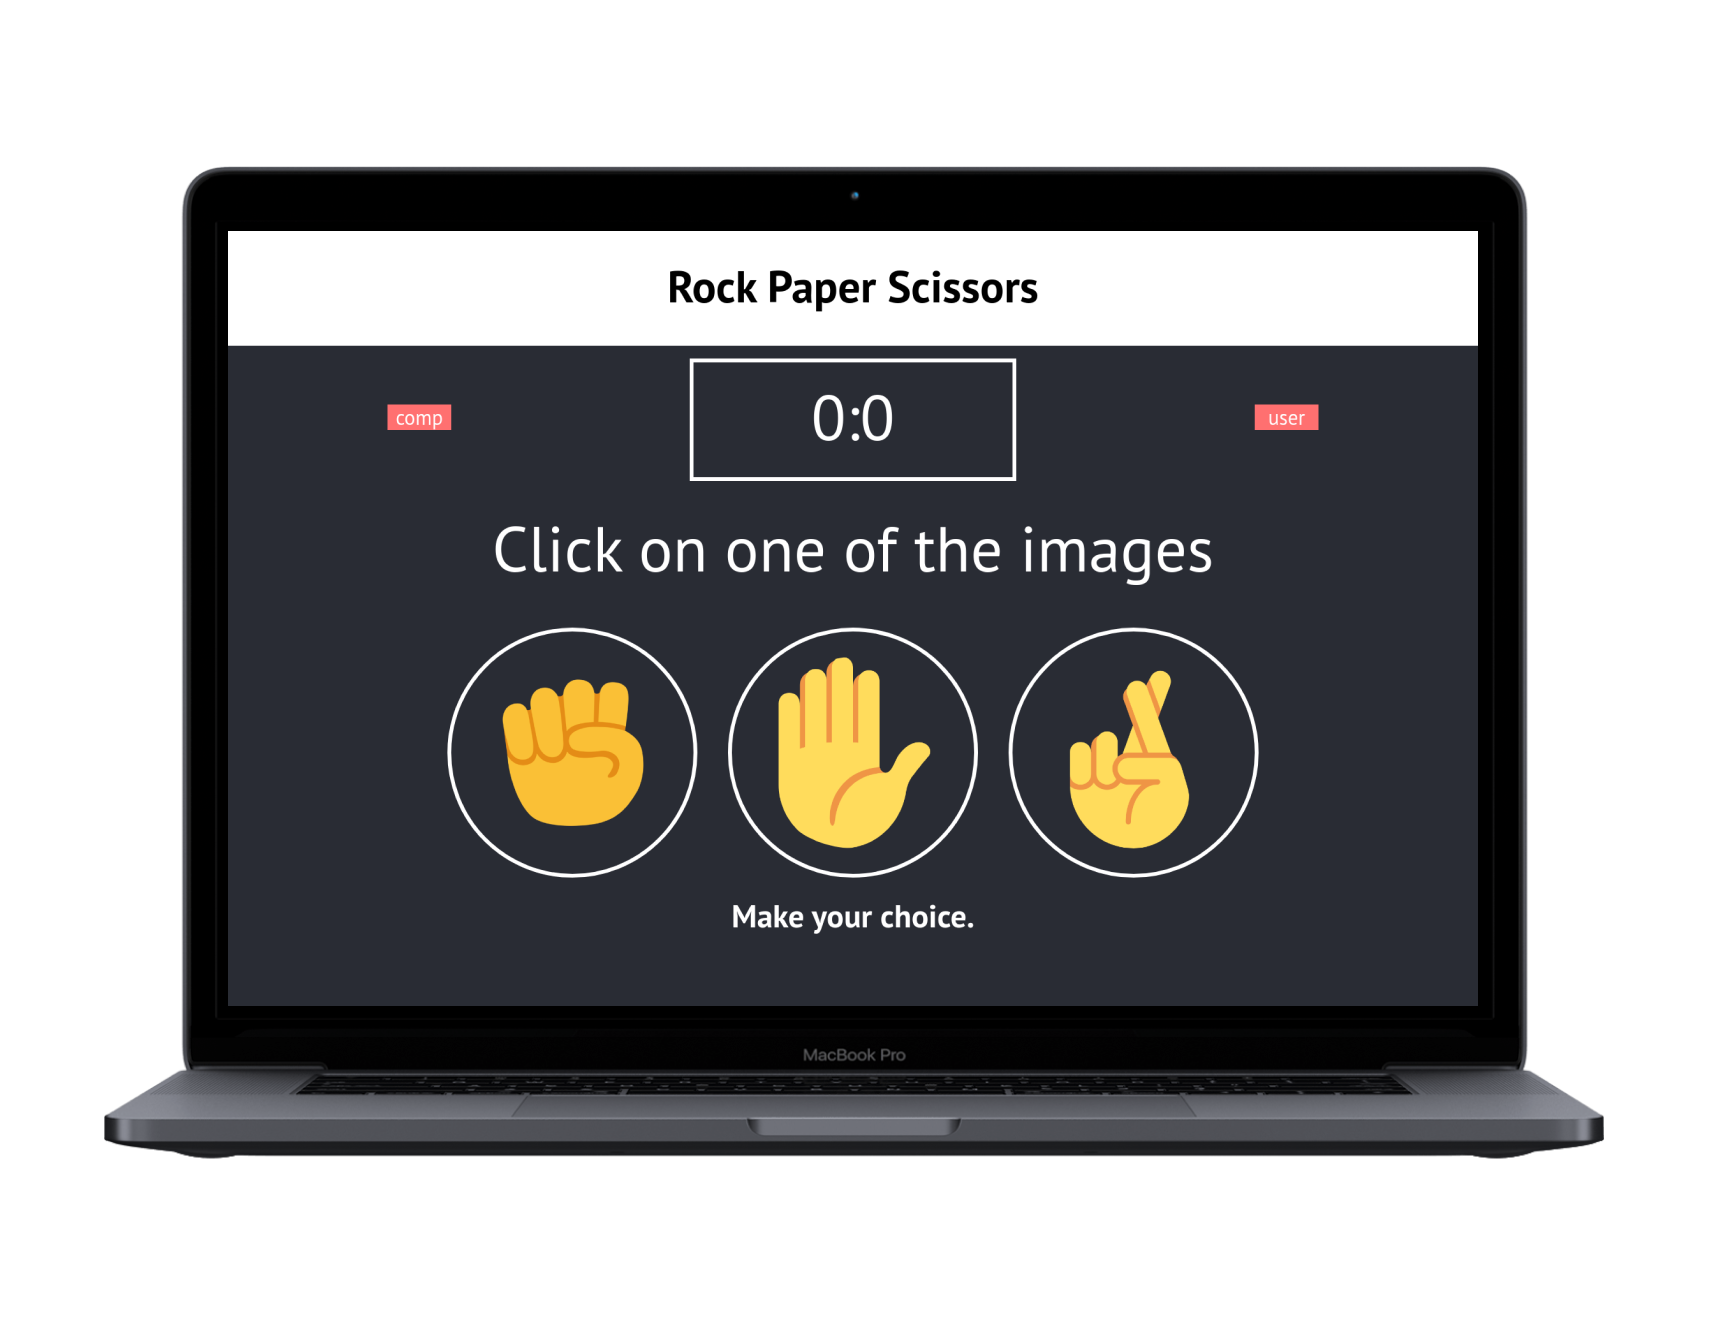 Rock Paper Scissors
comp
0:0
user
Click on one of the images
Make your choice.
MacBook Pro